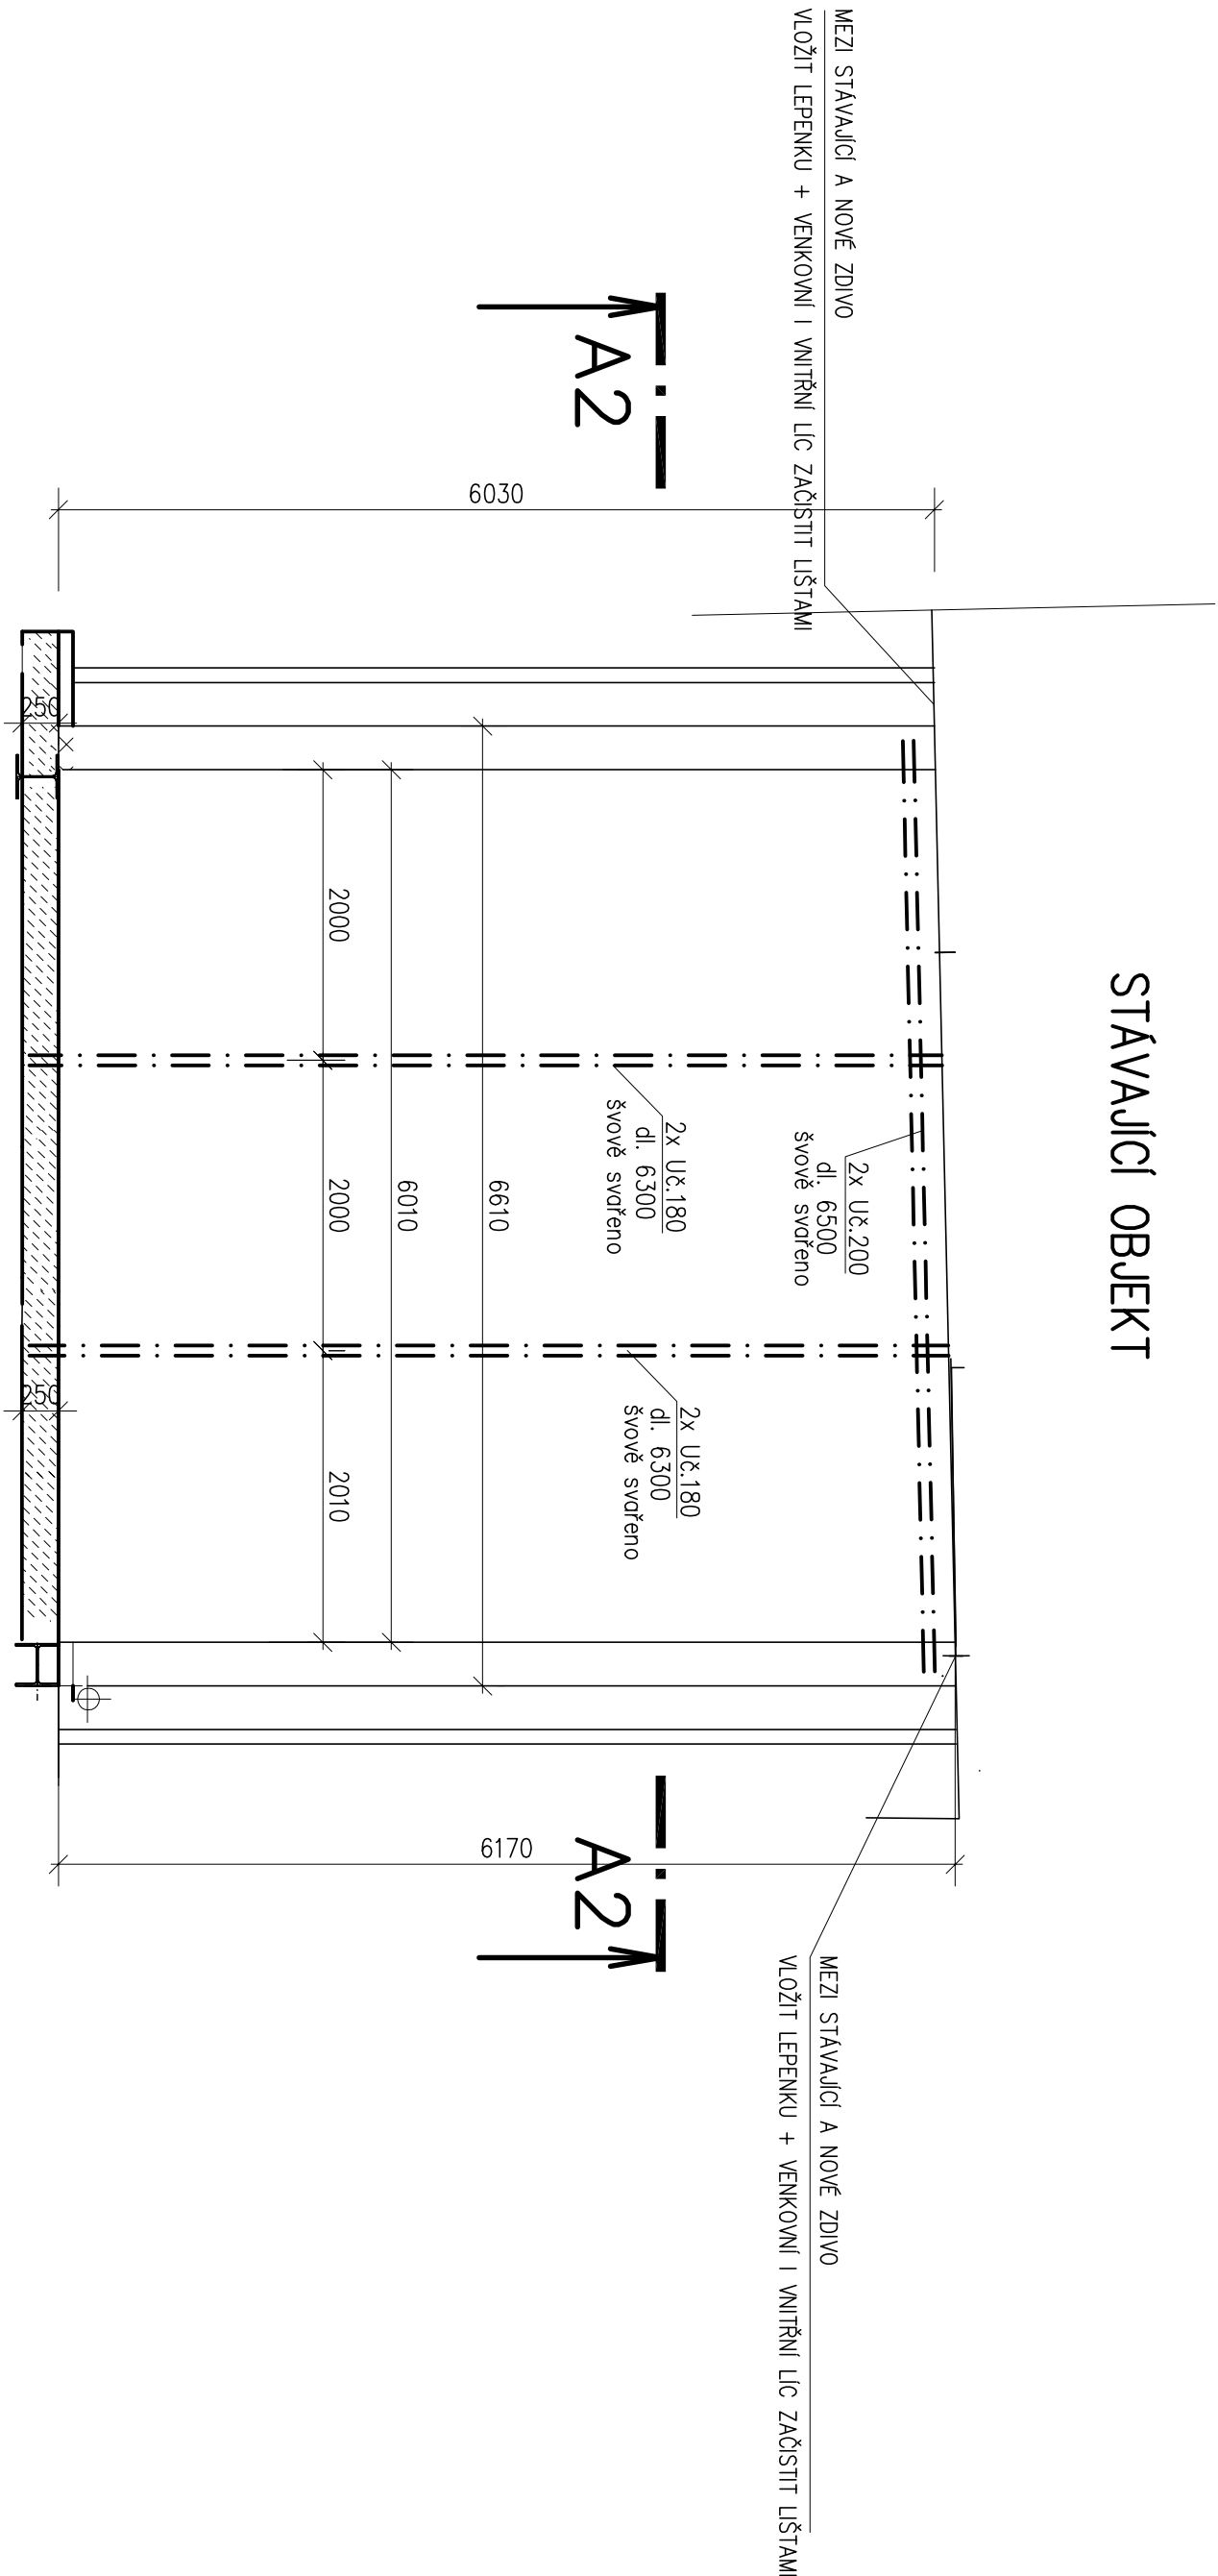 STÁVAJÍCÍ OBJEKT
MEZI STÁVAJÍCÍ A NOVÉ ZDIVO
VLOŽIT LEPENKU + VENKOVNÍ I VNITŘNÍ LÍC ZAČISTIT LIŠTAMI
MEZI STÁVAJÍCÍ A NOVÉ ZDIVO
VLOŽIT LEPENKU + VENKOVNÍ I VNITŘNÍ LÍC ZAČISTIT LIŠTAMI
2x Uč.200
dl. 6500
švově svařeno
2x Uč.180
dl. 6300
švově svařeno
2x Uč.180
dl. 6300
švově svařeno
A2
A2
6030
6170
6610
6010
2000
2000
2010
250
250